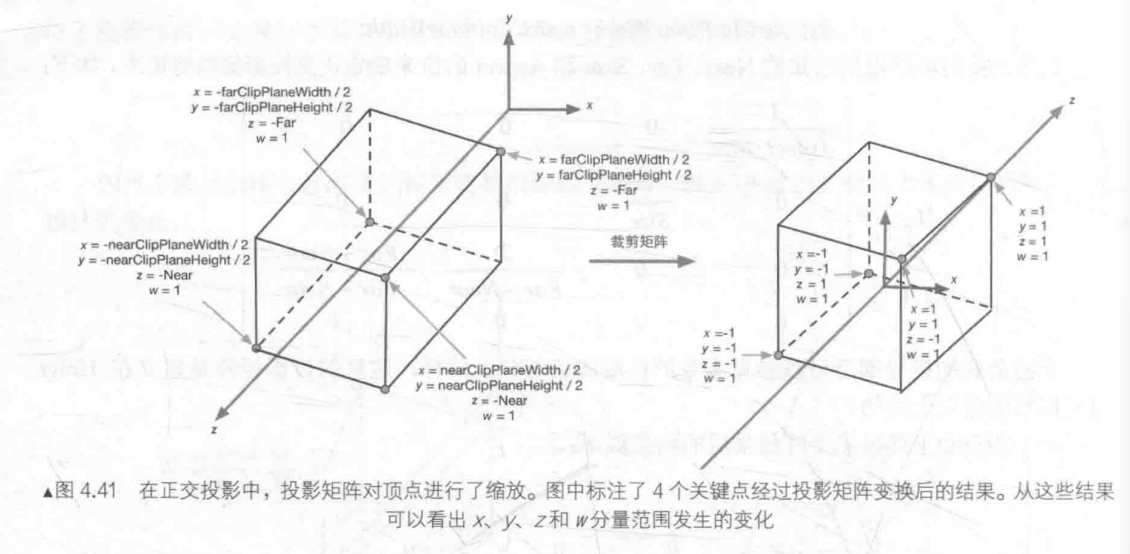 y
x
x = -farClipPlaneWidth / 2
y = -farClipPlaneHeight / 2
z = -Far
w = 1
x = farClipPlaneWidth / 2
y = farClipPlaneHeight / 2
z = -Far
w = 1
x = -nearClipPlaneWidth / 2
y = -nearClipPlaneHeight / 2
z = -Near
w = 1
x = nearClipPlaneWidth / 2
y = nearClipPlaneHeight / 2
z = -Near
w = 1
z
裁剪矩阵
z
y
x
x =1
y = 1
z = 1
w = 1
x =-1
y = -1
z = 1
w = 1
x =1
y = 1
z = -1
w = 1
x =-1
y = -1
z = -1
w = 1
▲图 4.41 在正交投影中，投影矩阵对顶点进行了缩放。图中标注了 4 个关键点经过投影矩阵变换后的结果。从这些结果
可以看出 x、y、z 和 w 分量范围发生的变化